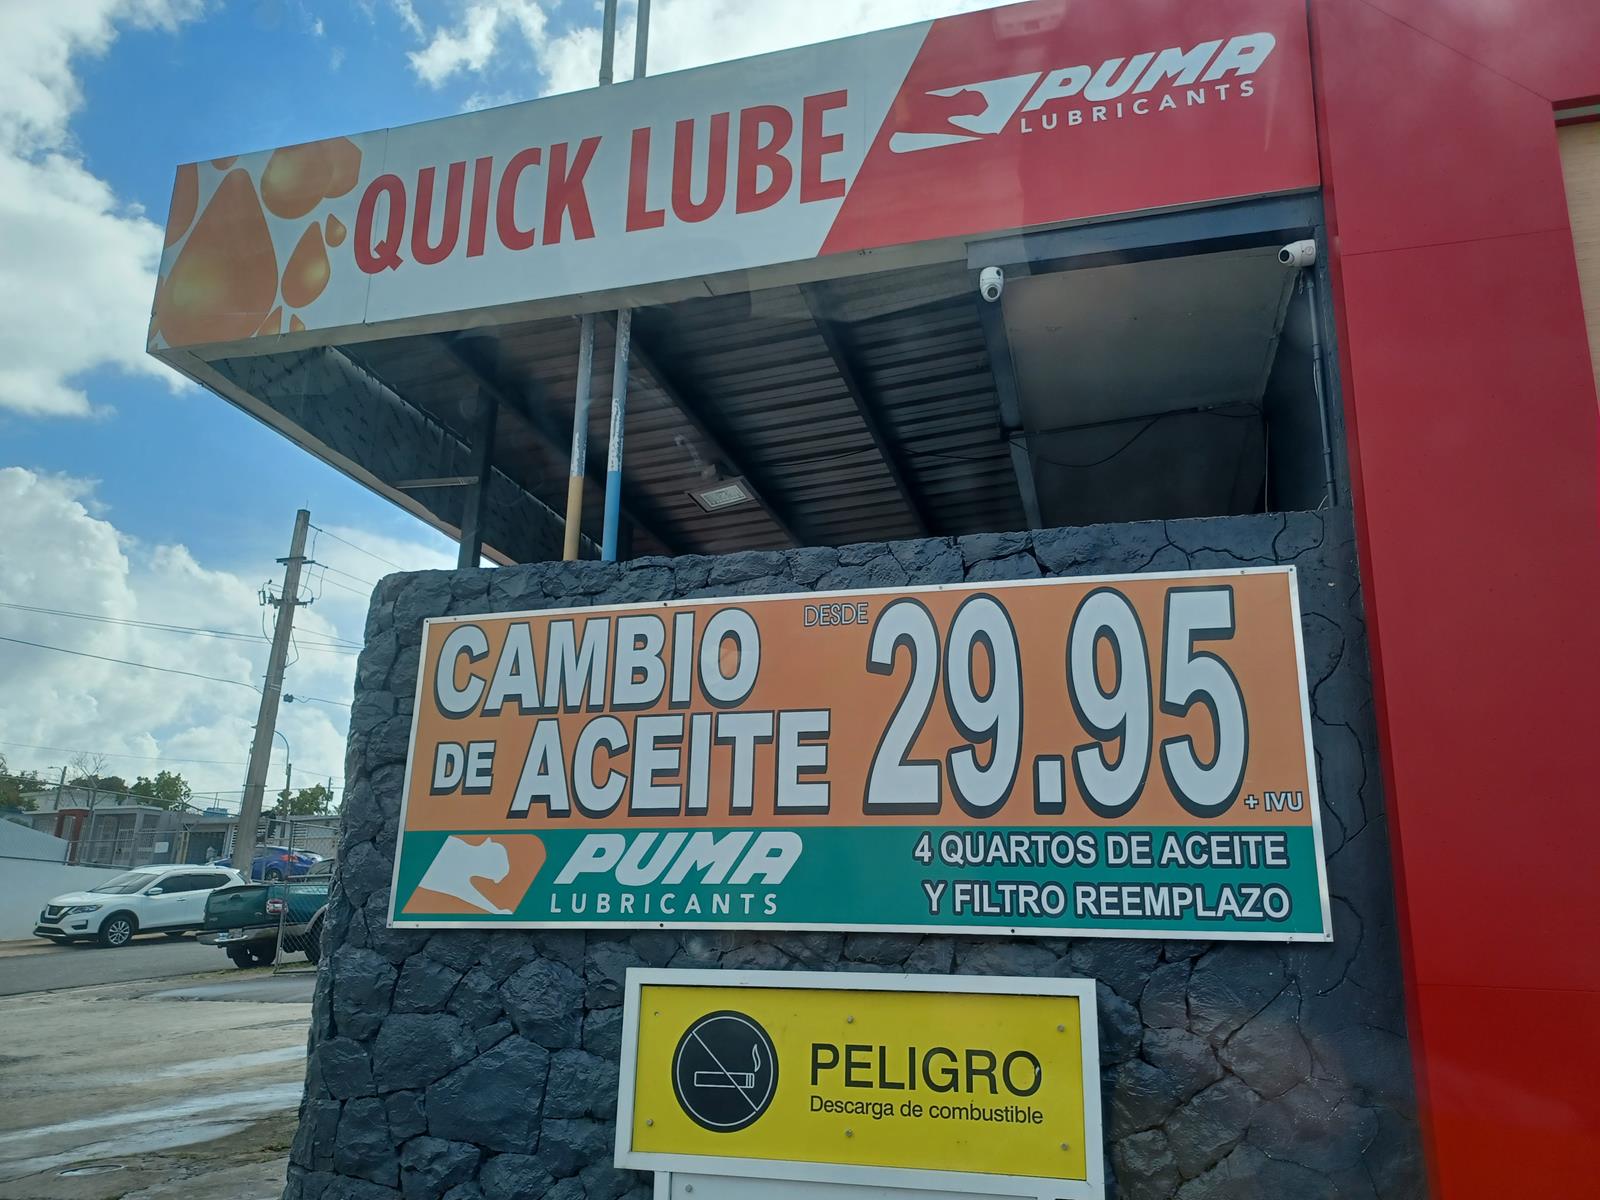 QUICK LUBE
PUMA
LUBRICANTS
CAMBIO
DE ACEITE
DESDE
29.95
+ IVU
PUMA
LUBRICANTS
4 QUARTOS DE ACEITE
Y FILTRO REEMPLAZO
PELIGRO
Descarga de combustible